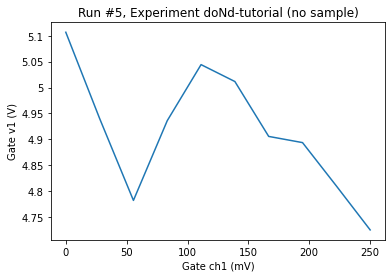 Run #5, Experiment doNd-tutorial (no sample)
5.1
5.05
5
4.95
4.9
4.85
4.8
4.75
Gate v1 (V)
0 50 100 150 200 250
Gate ch1 (mV)